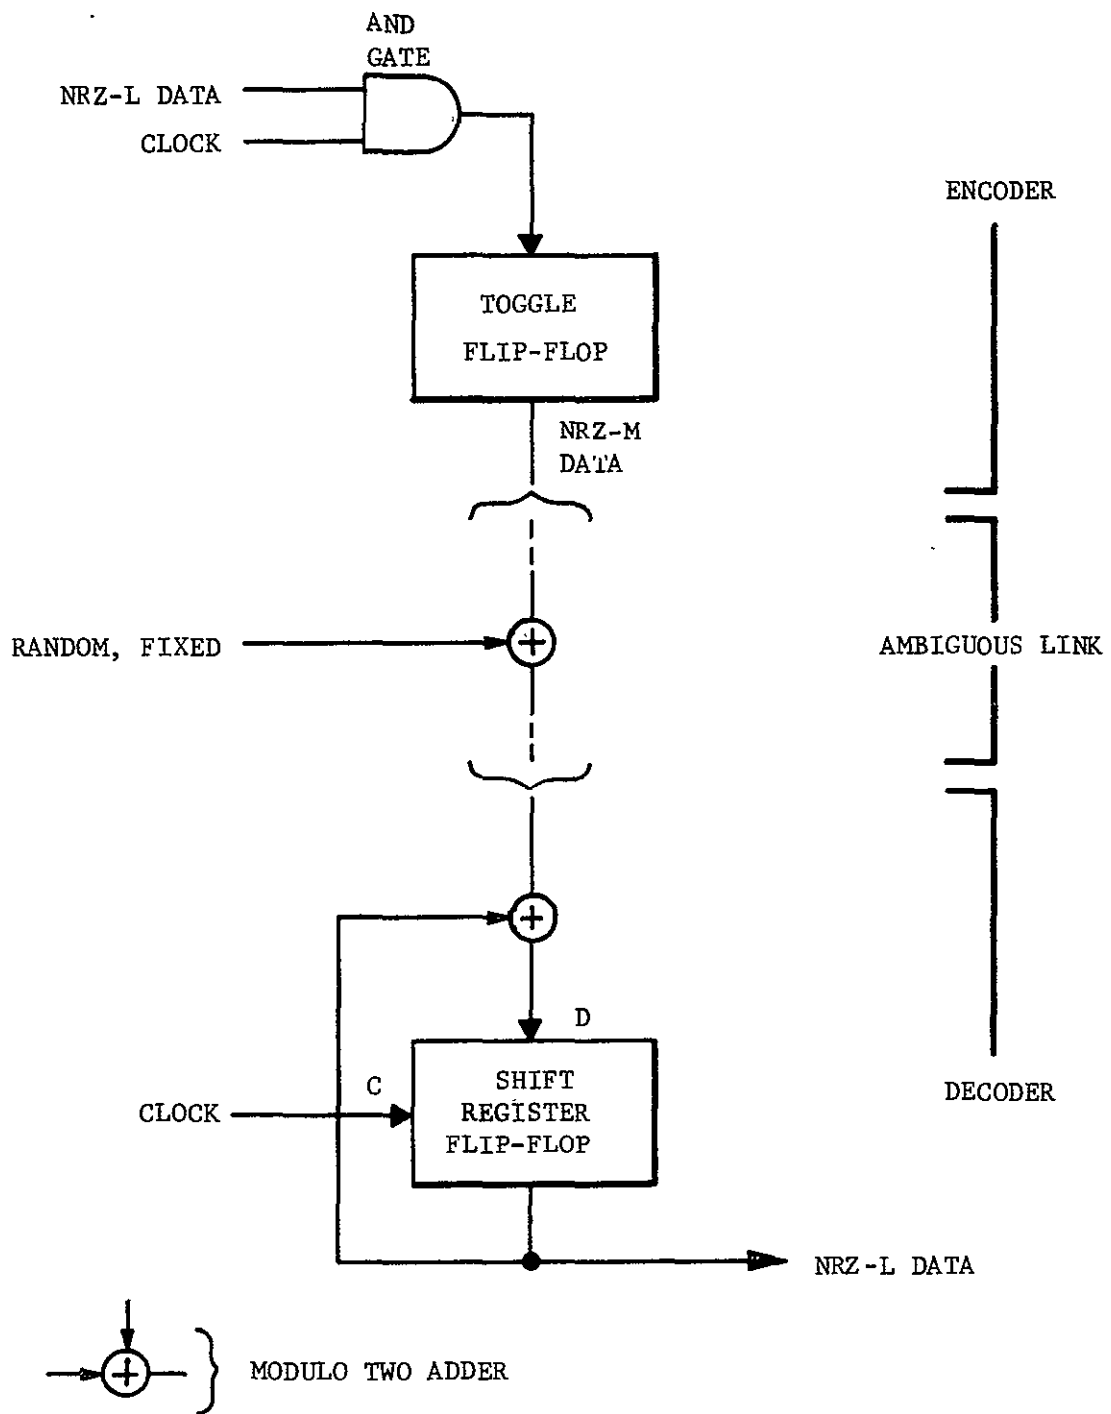 AND
GATE
NRZ-L DATA
CLOCK
ENCODER
TOGGLE
FLIP-FLOP
NRZ-M
DATA
+
RANDOM, FIXED
AMBIGUOUS LINK
+
D
C
SHIFT
REGISTER
FLIP-FLOP
CLOCK
DECODER
NRZ-L DATA
+
MODULO TWO ADDER